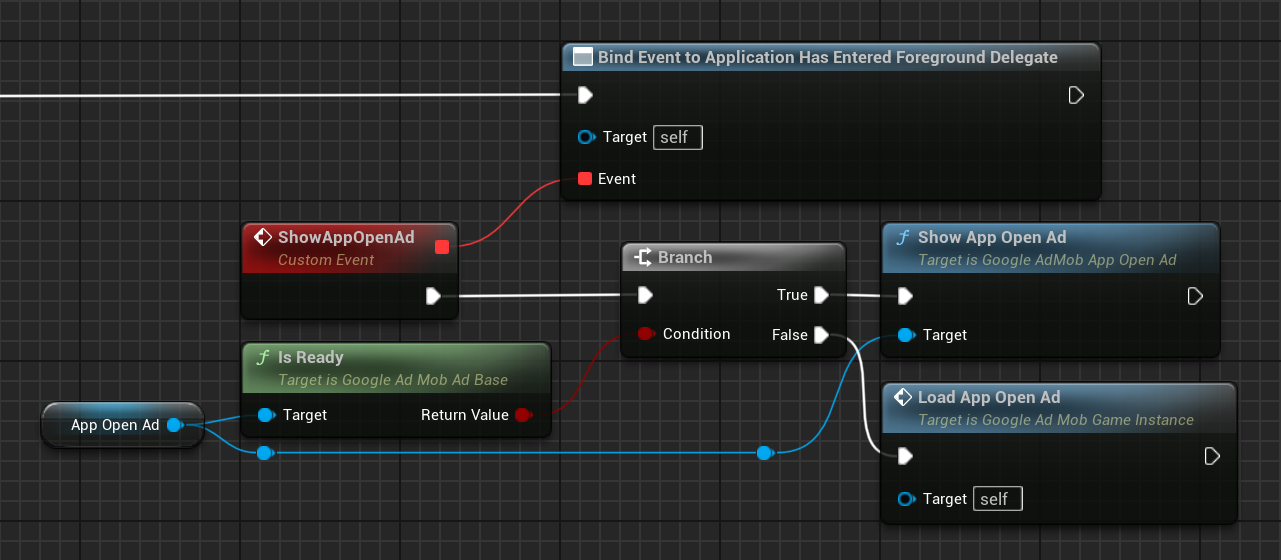 Bind Event to Application Has Entered Foreground Delegate
Target self
Event
ShowAppOpenAd
Custom Event
Branch
True
Condition
False
Show App Open Ad
Target is Google AdMob App Open Ad
Target
Is Ready
Target is Google Ad Mob Ad Base
Target
Return Value
App Open Ad
Load App Open Ad
Target is Google Ad Mob Game Instance
Target self